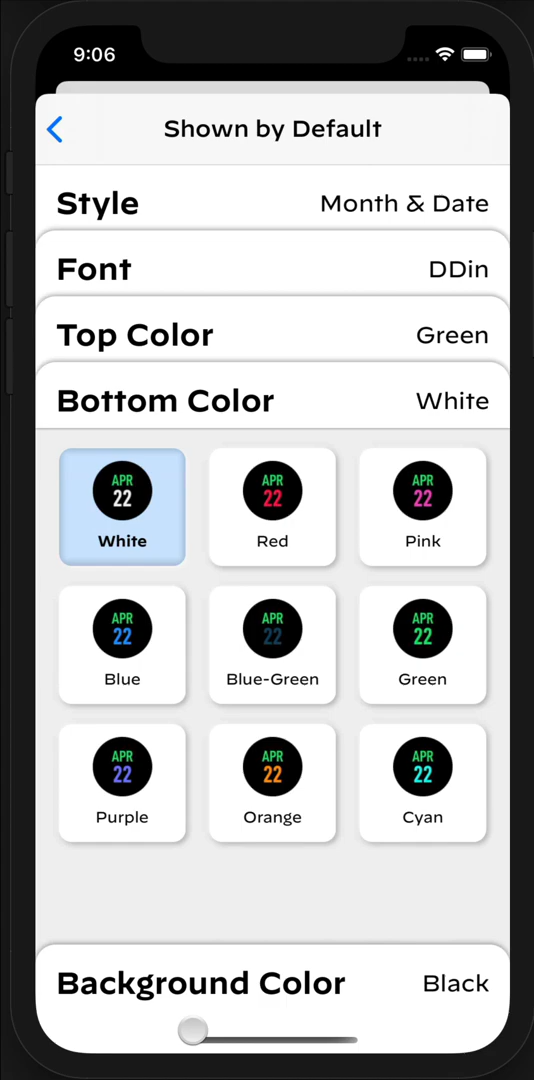 9:06
Shown by Default
Style Month & Date
Font DDin
Top Color Green
Bottom Color White
APR APR APR
22 22 22
White Red Pink
APR APR APR
22 22 22
Blue Blue-Green Green
APR APR APR
22 22 22
Purple Orange Cyan
Background Color Black